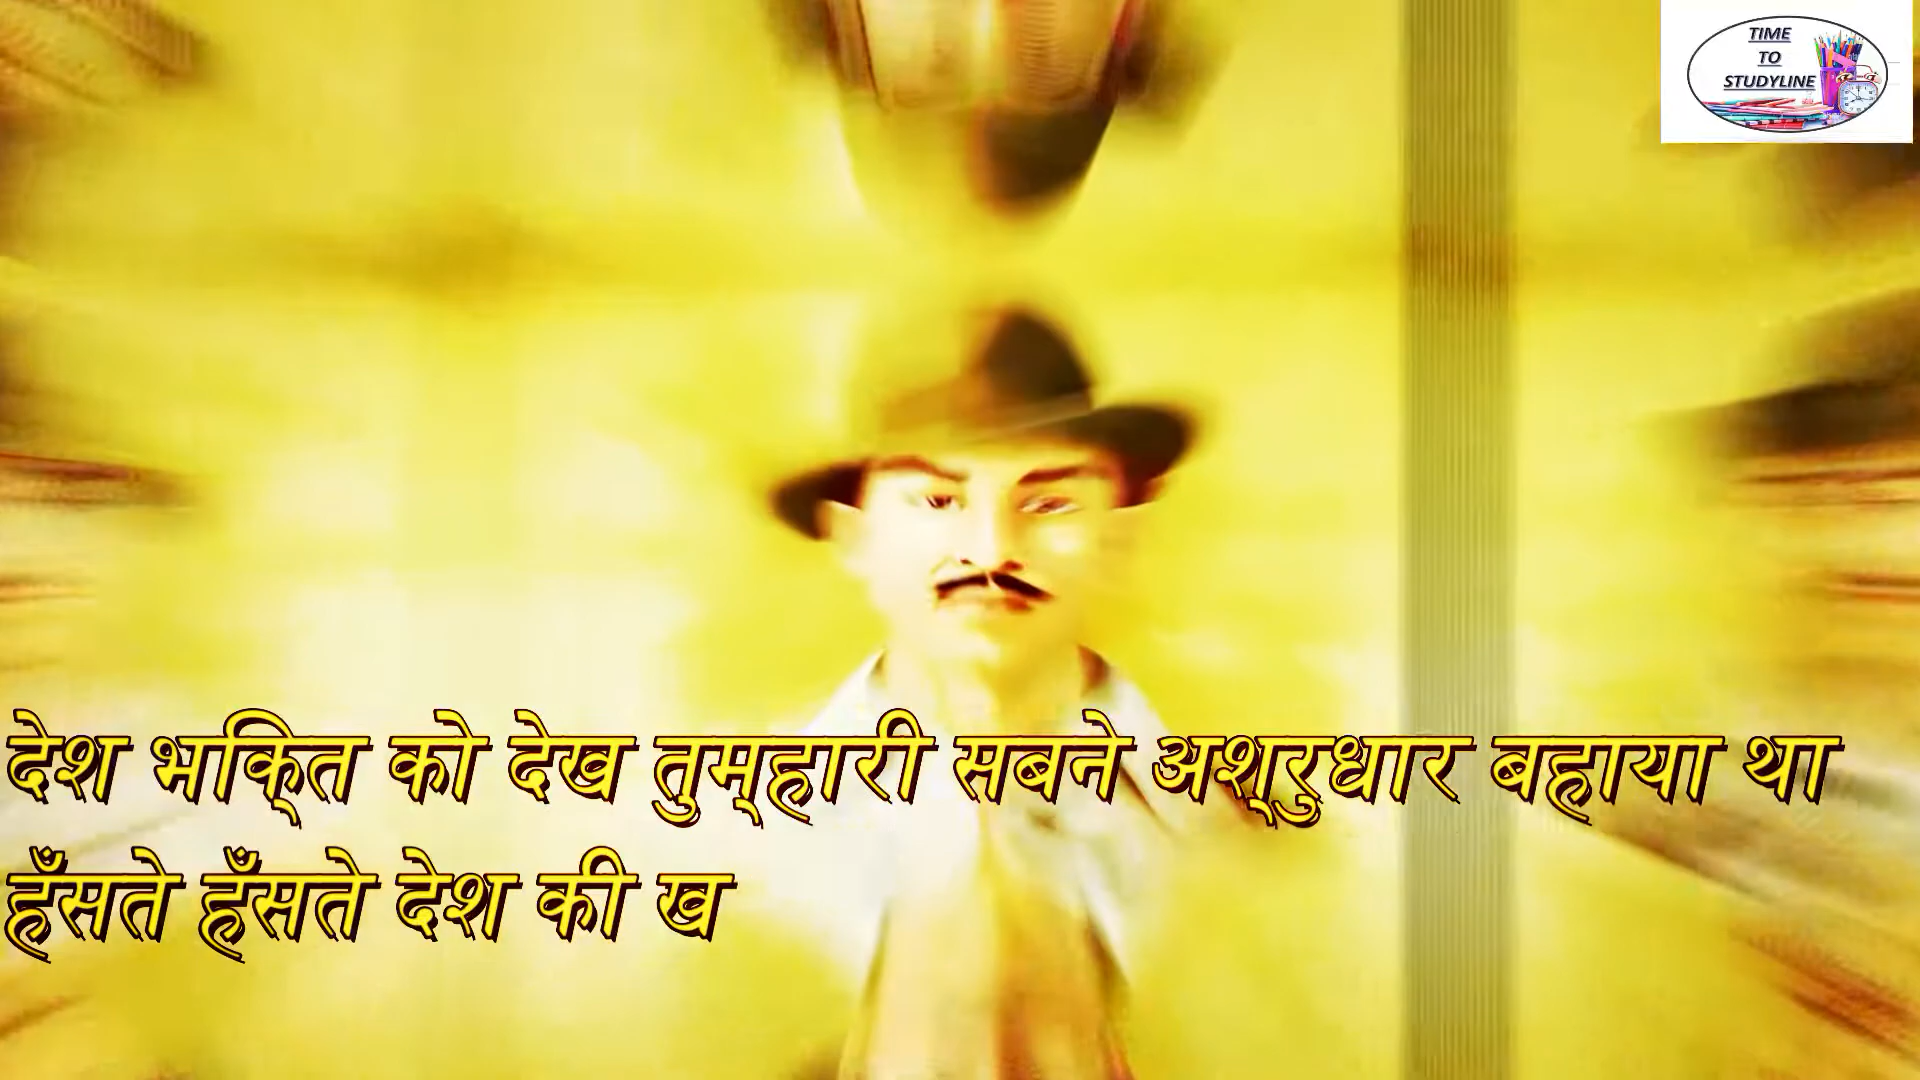 TIME
TO
STUDYLINE
देश भक्ति को देख तुम्हारी सबने अश्रुधार बहाया था
हँसते हँसते देश की ख